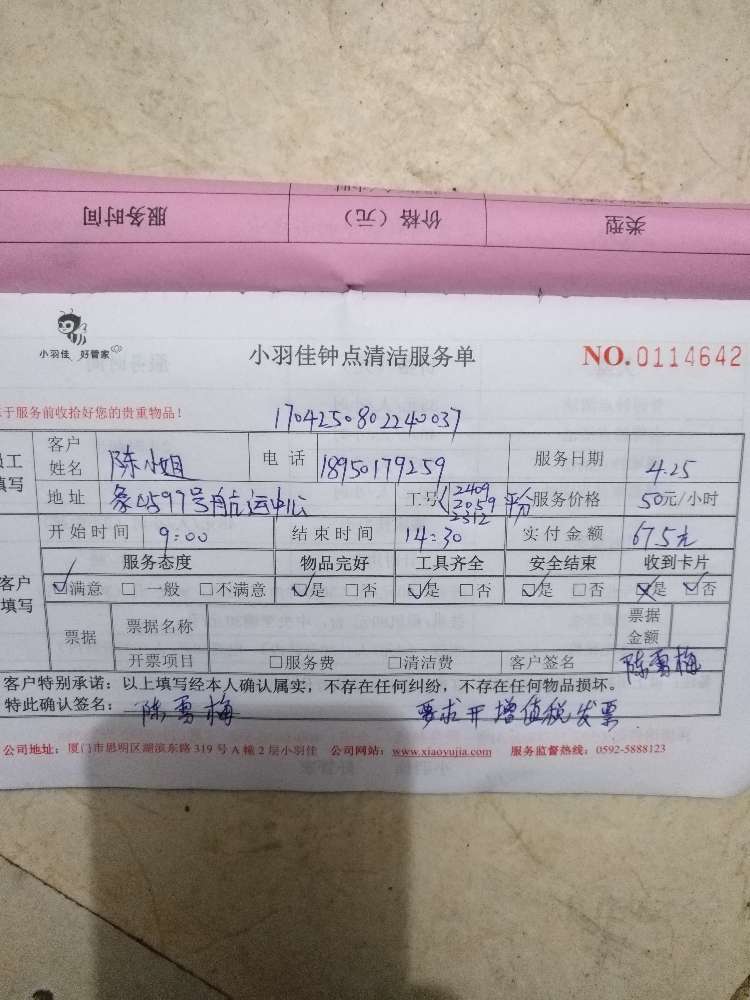 服务时间 价格（元） 类型
小羽佳 好管家
小羽佳钟点清洁服务单
NO.0114642
于服务前收拾好您的贵重物品！
1704250802240037
员工填写
客户姓名 陈小姐 电话 18950179259 服务日期 4.25
地址 象屿97号航运中心 工号 2409 2059 2312 服务价格 50元/小时
开始时间 9:00 结束时间 14:30 实付金额 675元
客户填写
服务态度 物品完好 工具齐全 安全结束 收到卡片
☑满意 □一般 □不满意 ☑是 □否 ☑是 □否 ☑是 □否 是 ☑否
票据 票据名称 票据金额
开票项目 □服务费 □清洁费 客户签名 陈雪梅
客户特别承诺：以上填写经本人确认属实，不存在任何纠纷，不存在任何物品损坏。
特此确认签名： 陈雪梅 要求开增值税发票
公司地址：厦门市思明区湖滨东路 319 号 A 幢 2 层小羽佳 公司网站：www.xiaoyujia.com 服务监督热线：0592-5888123